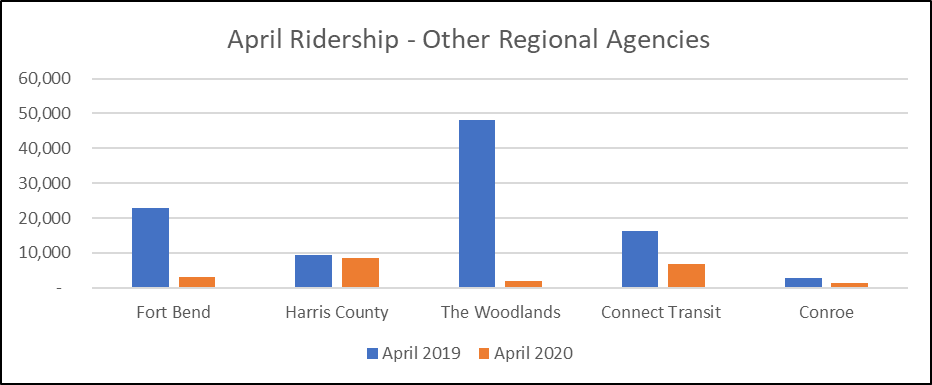 April Ridership - Other Regional Agencies
60,000
50,000
40,000
30,000
20,000
10,000
-
Fort Bend Harris County The Woodlands Connect Transit Conroe
April 2019 April 2020